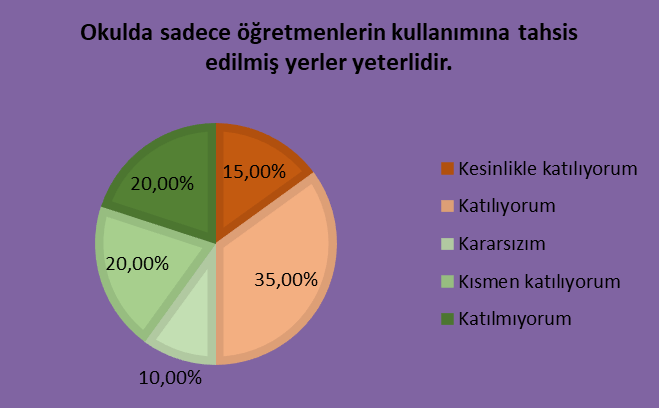 Okulda sadece öğretmenlerin kullanımına tahsis
edilmiş yerler yeterlidir.
15,00%
35,00%
10,00%
20,00%
20,00%
Kesinlikle katılıyorum
Katılıyorum
Kararsızım
Kısmen katılıyorum
Katılmıyorum